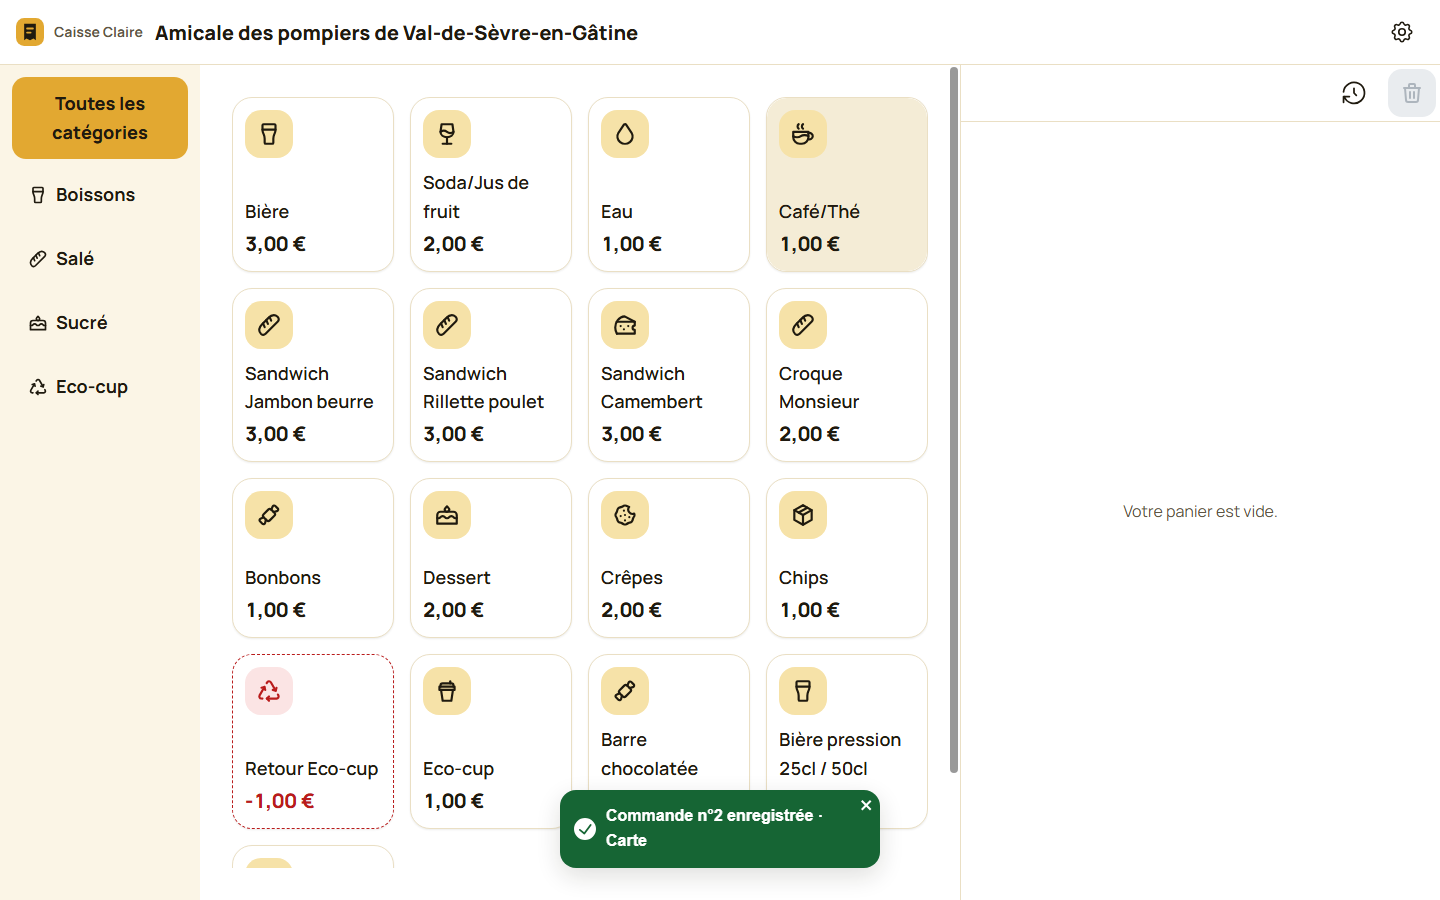 Caisse Claire
Amicale des pompiers de Val-de-Sèvre-en-Gâtine
Toutes les
catégories
Boissons
Salé
Sucré
Eco-cup
Bière
3,00 €
Soda/Jus de
fruit
2,00 €
Eau
1,00 €
Café/Thé
1,00 €
Sandwich
Jambon beurre
3,00 €
Sandwich
Rillette poulet
3,00 €
Sandwich
Camembert
3,00 €
Croque
Monsieur
2,00 €
Bonbons
1,00 €
Dessert
2,00 €
Crêpes
2,00 €
Chips
1,00 €
Retour Eco-cup
-1,00 €
Eco-cup
1,00 €
Barre
chocolatée
Bière pression
25cl / 50cl
Votre panier est vide.
Commande n°2 enregistrée -
Carte